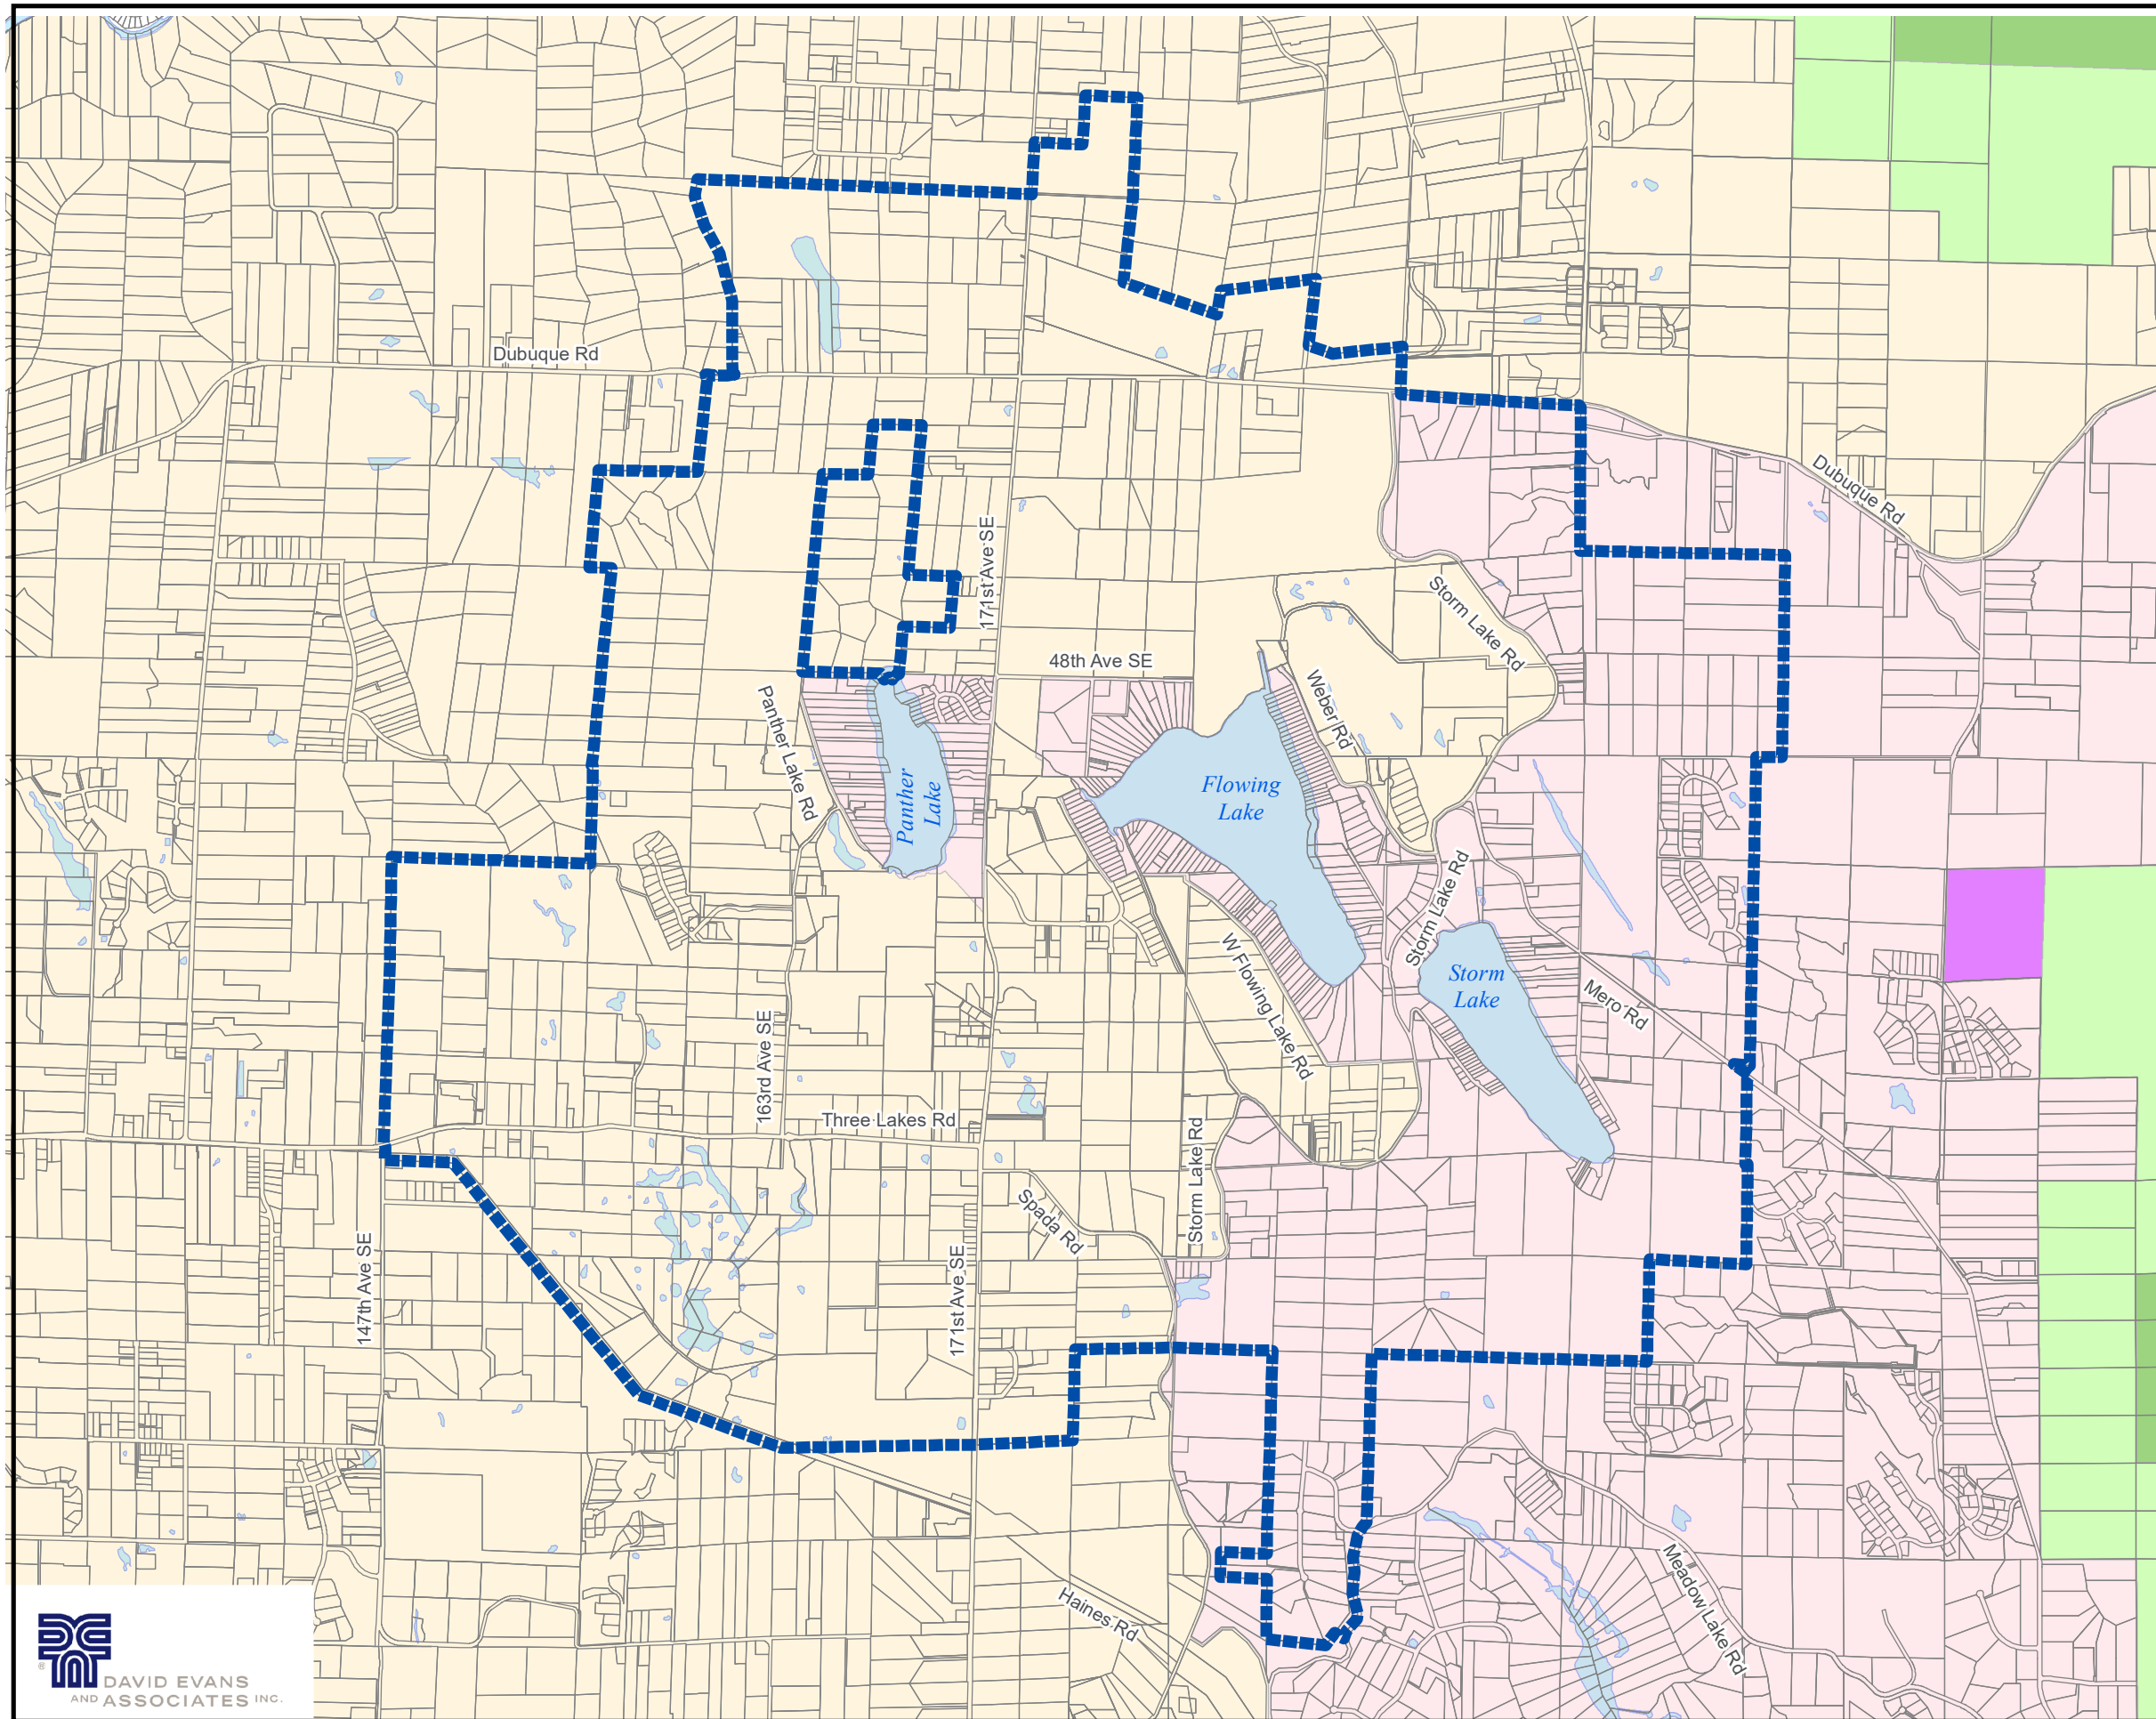 Dubuque Rd
Dubuque Rd
171st Ave SE
Storm Lake Rd
48th Ave SE
Weber Rd
Panther Lake Rd
Panther
Lake
Flowing
Lake
Storm Lake Rd
W Flowing Lake Rd
Storm
Lake
Mero Rd
163rd Ave SE
Three Lakes Rd
Storm Lake Rd
Spada Rd
147th Ave SE
171st Ave SE
Haines Rd
Meadow Lake Rd
®
DAVID EVANS
AND ASSOCIATES INC.